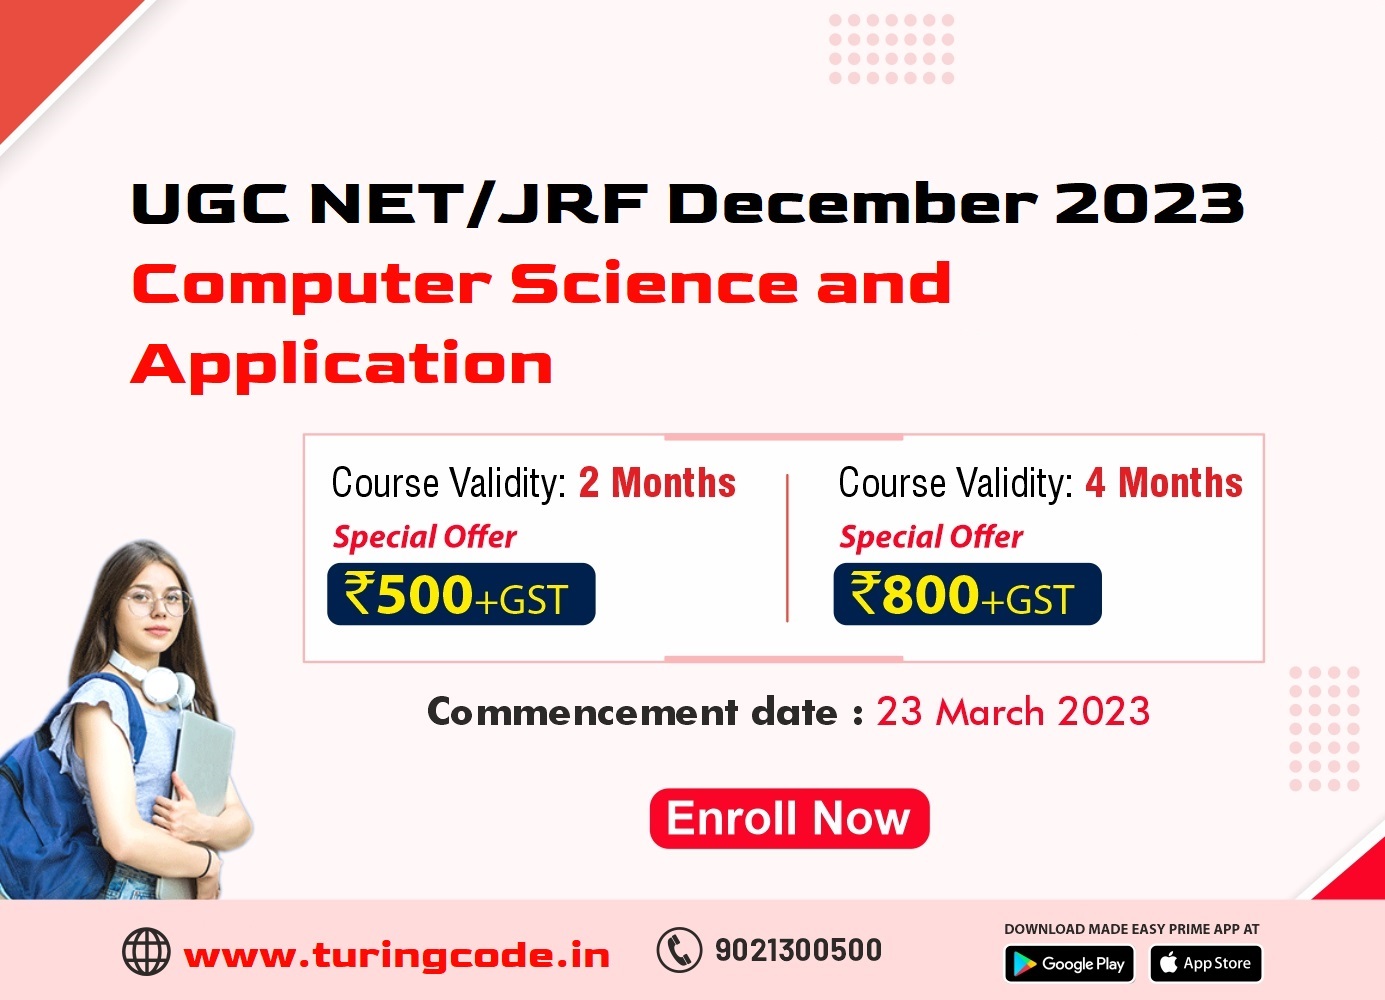 UGC NET/JRF December 2023
Computer Science and
Application
Course Validity: 2 Months
Special Offer
₹500+GST
Course Validity: 4 Months
Special Offer
₹800+GST
Commencement date : 23 March 2023
Enroll Now
www.turingcode.in
9021300500
DOWNLOAD MADE EASY PRIME APP AT
Google Play
App Store